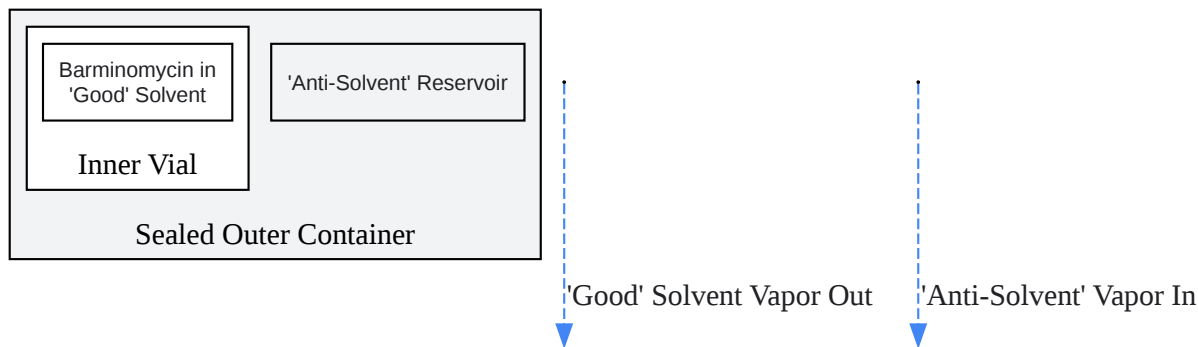 Barminomycin in
'Good' Solvent
'Anti-Solvent' Reservoir
Inner Vial
Sealed Outer Container
'Good' Solvent Vapor Out
'Anti-Solvent' Vapor In